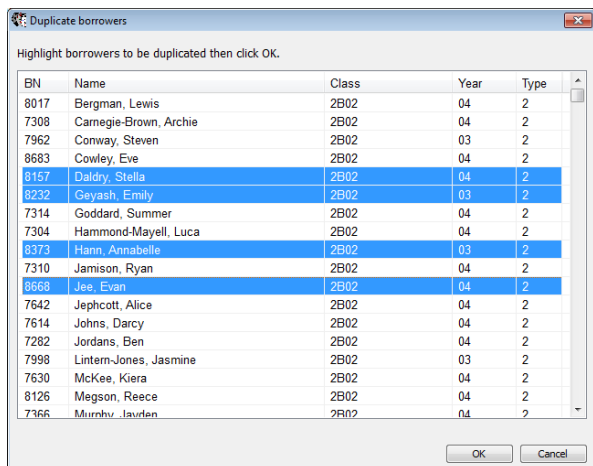 Duplicate borrowers
Highlight borrowers to be duplicated then click OK.
BN Name Class Year Type
8017 Bergman, Lewis 2B02 04 2
7308 Carnegie-Brown, Archie 2B02 04 2
7962 Conway, Steven 2B02 03 2
8683 Cowley, Eve 2B02 04 2
8157 Daldry, Stella 2B02 04 2
8232 Geyash, Emily 2B02 03 2
7314 Goddard, Summer 2B02 04 2
7304 Hammond-Mayell, Luca 2B02 04 2
8373 Hann, Annabelle 2B02 03 2
7310 Jamison, Ryan 2B02 04 2
8668 Jee, Evan 2B02 04 2
7642 Jephcott, Alice 2B02 04 2
7614 Johns, Darcy 2B02 04 2
7282 Jordans, Ben 2B02 04 2
7998 Lintern-Jones, Jasmine 2B02 03 2
7630 McKee, Kiera 2B02 04 2
8126 Megson, Reece 2B02 04 2
7366 Murphy, Jayden 2B02 04 2
OK Cancel